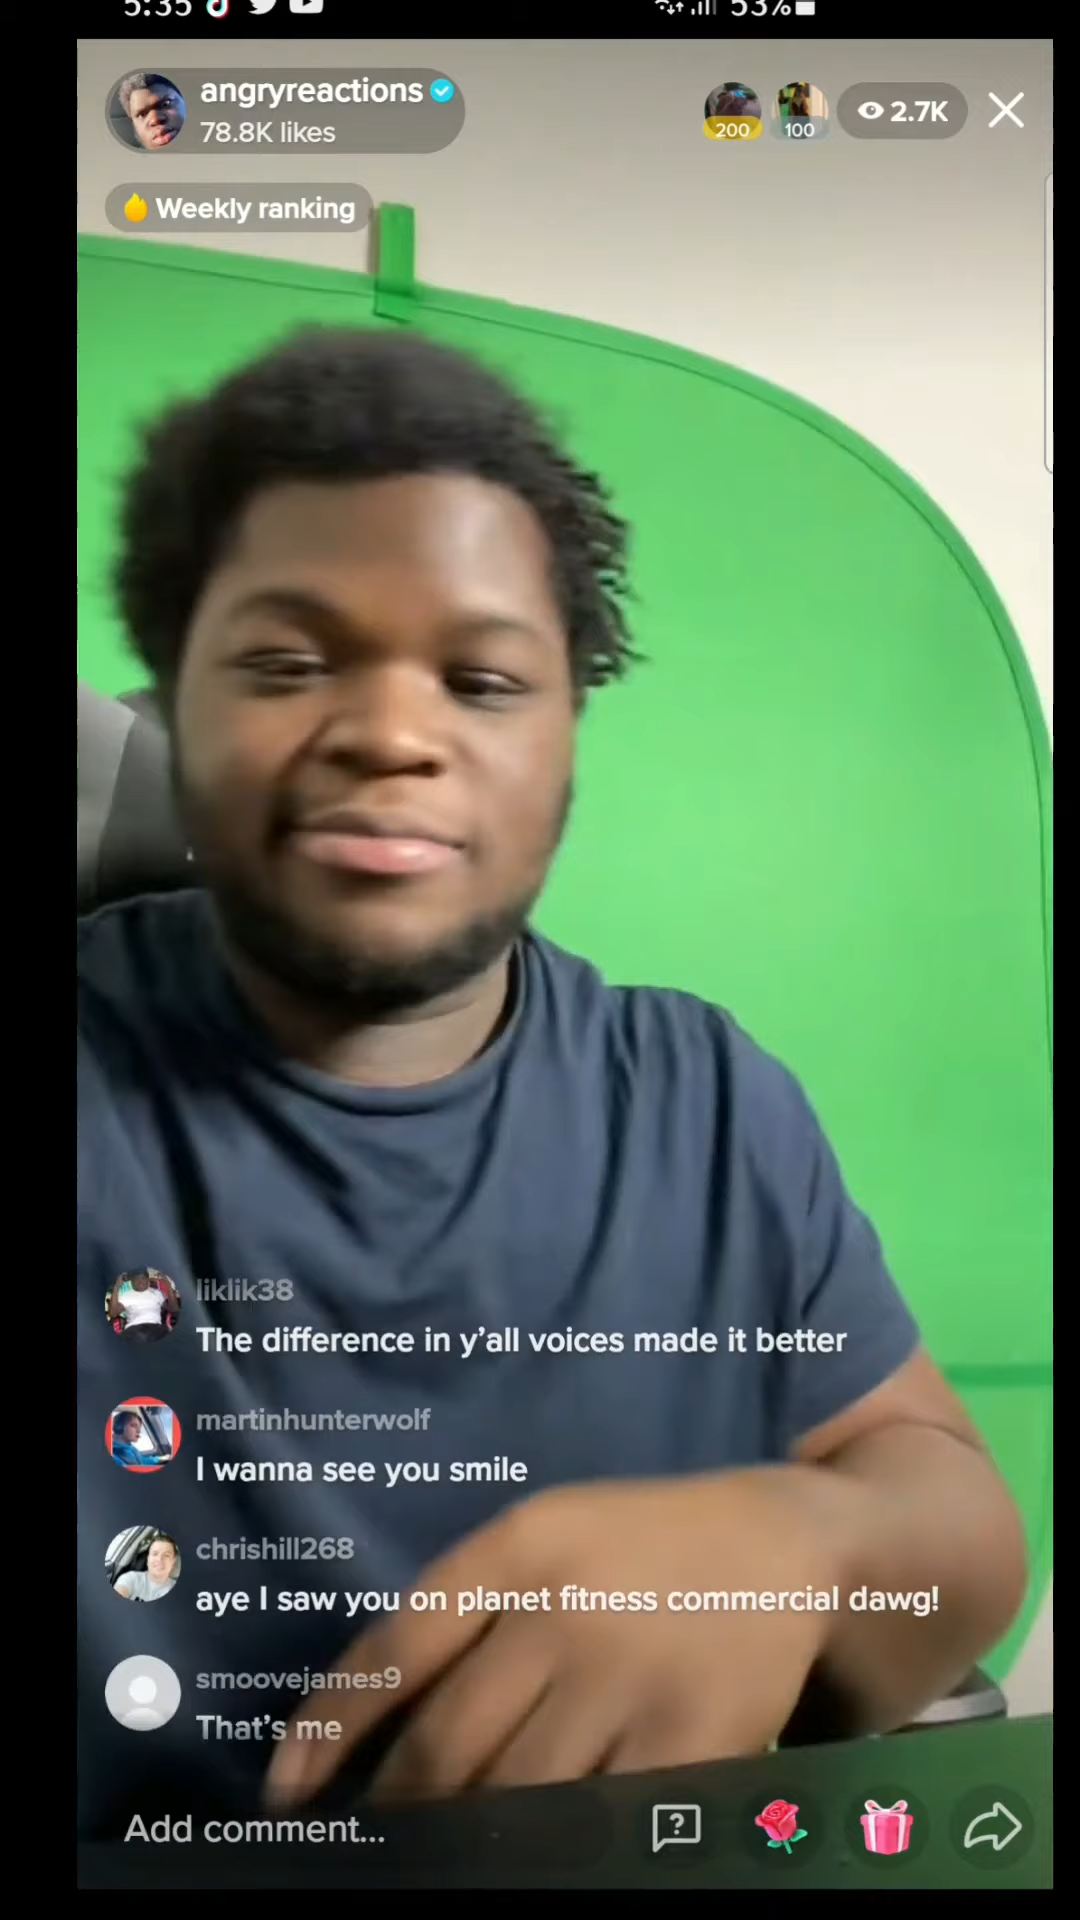 5:35 53%
angryreactions
78.8K likes
200 100 2.7K
Weekly ranking
liklik38
The difference in y'all voices made it better
martinhunterwolf
I wanna see you smile
chrishill268
aye I saw you on planet fitness commercial dawg!
smoovejames9
That's me
Add comment...